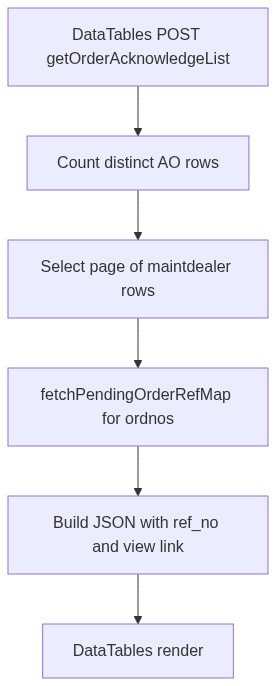 DataTables POST
getOrderAcknowledgeList
Count distinct AO rows
Select page of maintdealer
rows
fetchPendingOrderRefMap
for ordnos
Build JSON with ref_no
and view link
DataTables render